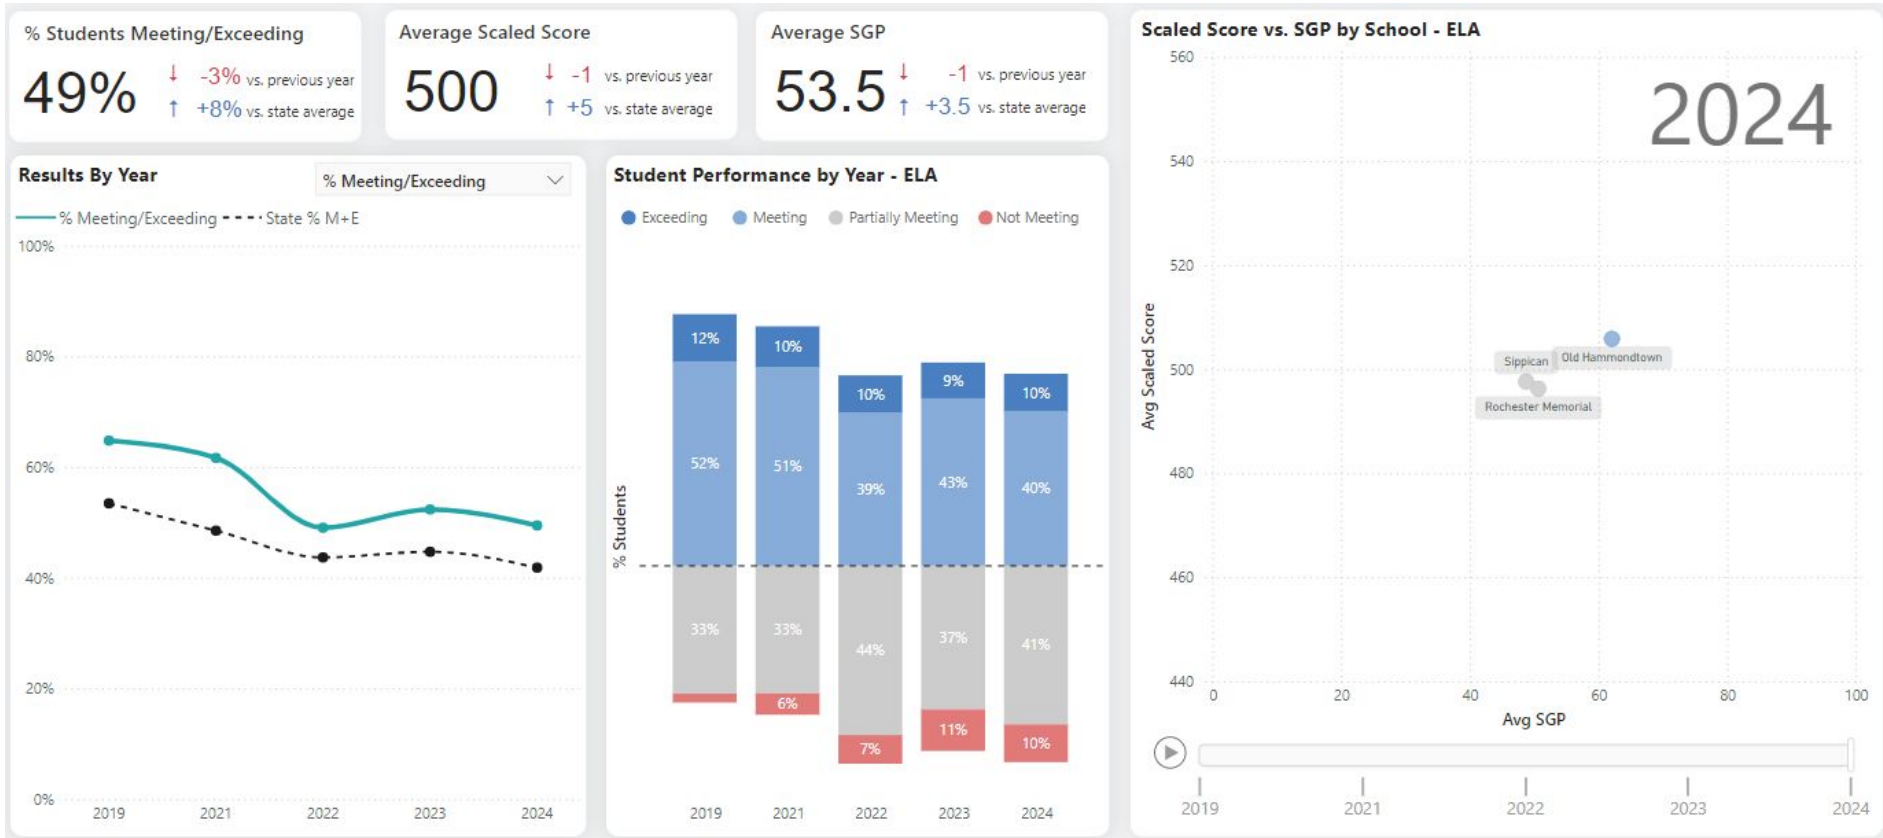 % Students Meeting/Exceeding
49%
↓ -3% vs. previous year
↑ +8% vs. state average
Average Scaled Score
500
↓ -1 vs. previous year
↑ +5 vs. state average
Average SGP
53.5
↓ -1 vs. previous year
↑ +3.5 vs. state average
Results By Year
% Meeting/Exceeding
% Meeting/Exceeding State % M+E
100%
80%
60%
40%
20%
0%
2019 2021 2022 2023 2024
Student Performance by Year - ELA
Exceeding Meeting Partially Meeting Not Meeting
% Students
12% 10% 10% 9% 10%
52% 51% 39% 43% 40%
33% 33% 44% 37% 41%
6% 7% 11% 10%
2019 2021 2022 2023 2024
Scaled Score vs. SGP by School - ELA
2024
Avg Scaled Score
560
540
520
500
480
460
440
Sippican
Old Hammondtown
Rochester Memorial
0 20 40 60 80 100
Avg SGP
2019 2021 2022 2023 2024